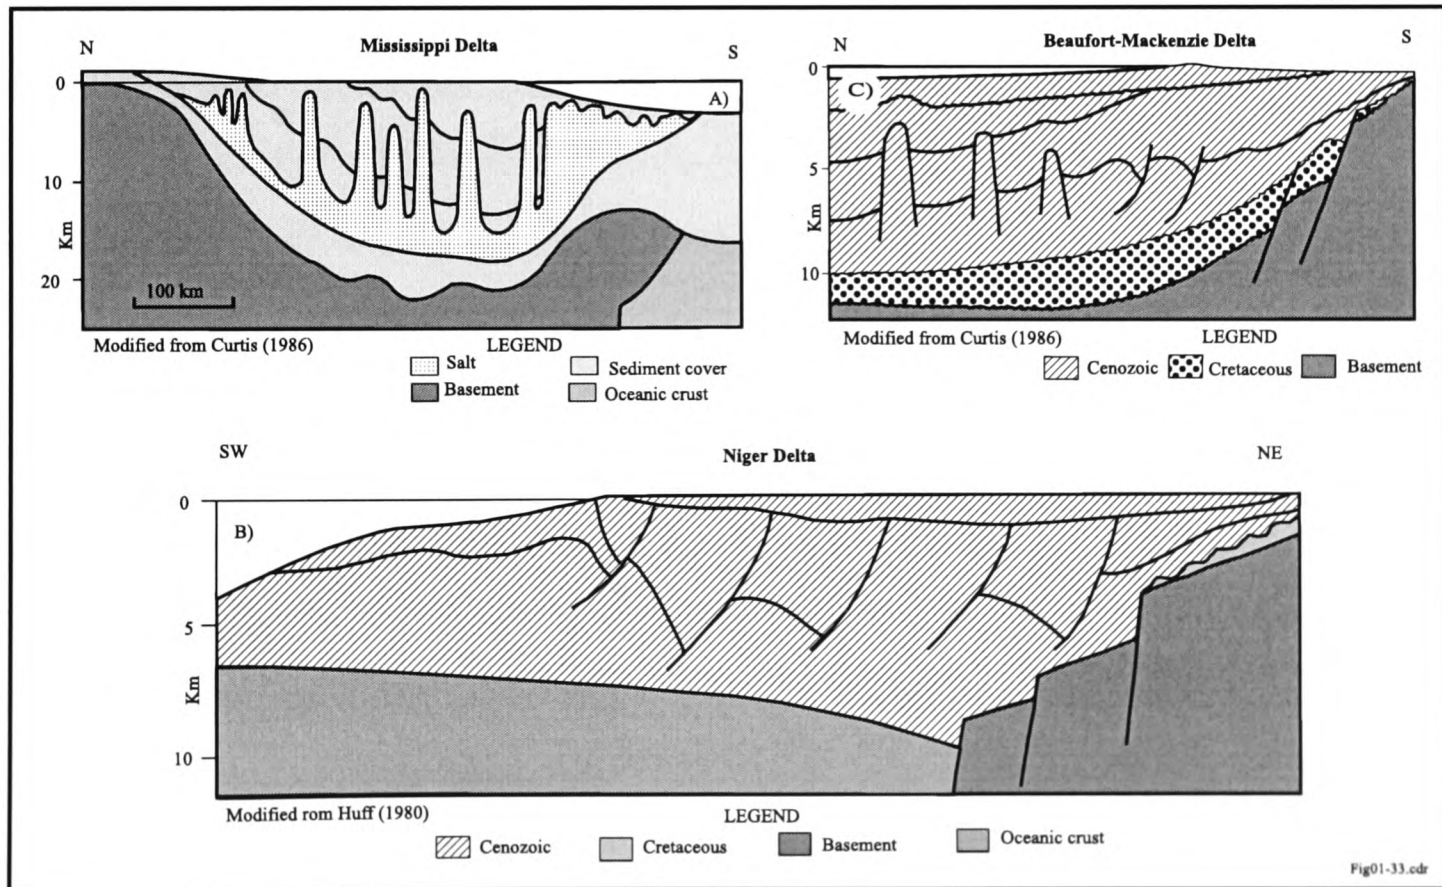 N
Mississippi Delta
S
0
10
20
Km
A)
100 km
Modified from Curtis (1986)
LEGEND
Salt
Sediment cover
Basement
Oceanic crust
N
Beaufort-Mackenzie Delta
S
0
5
10
Km
C)
Modified from Curtis (1986)
LEGEND
Cenozoic
Cretaceous
Basement
SW
Niger Delta
NE
0
5
10
Km
B)
Modified rom Huff (1980)
LEGEND
Cenozoic
Cretaceous
Basement
Oceanic crust
Fig01-33.cdr